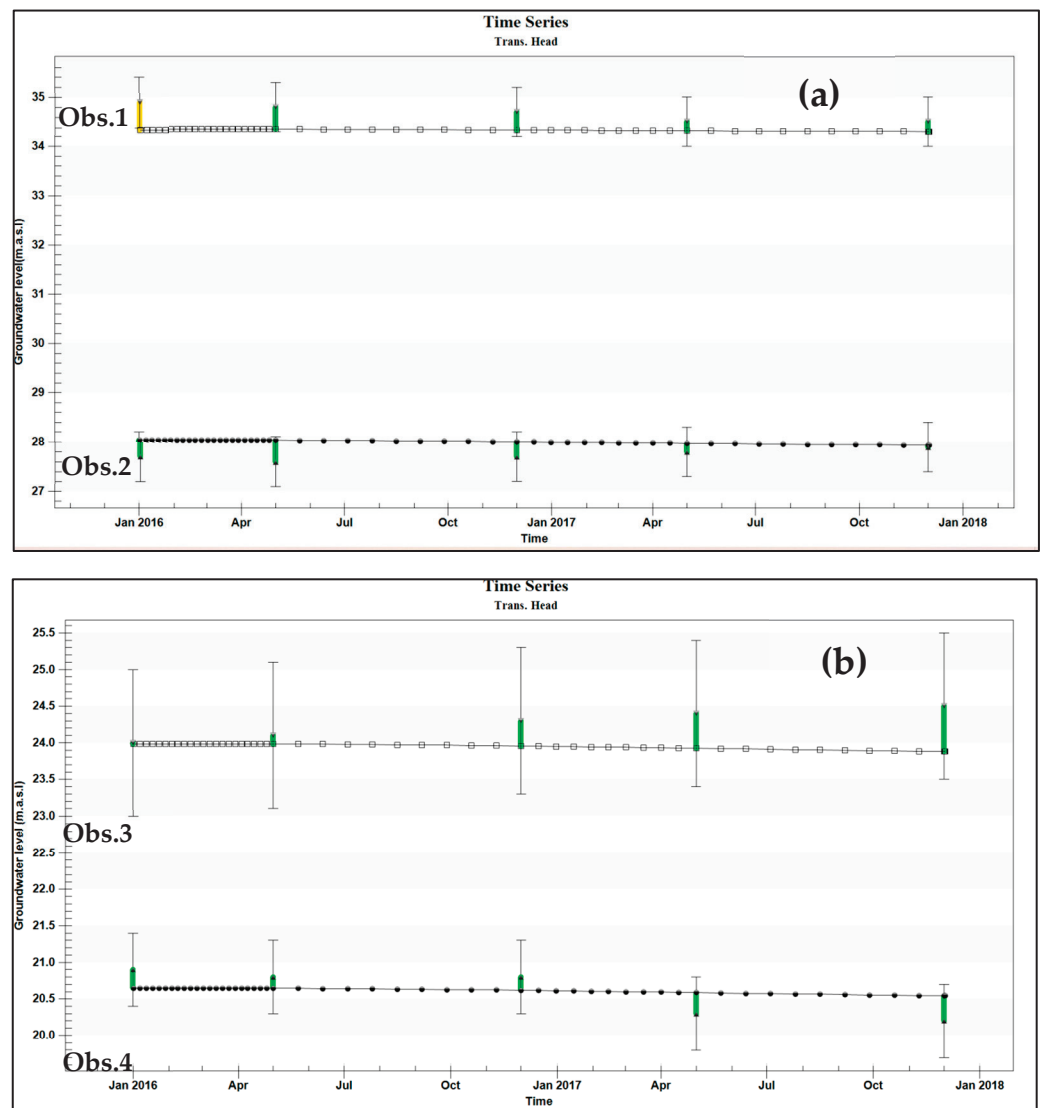 Time Series
Trans. Head
(a)
Groundwater level(m.a.s.l)
35
34
33
32
31
30
29
28
27
Obs.1
Obs.2
Jan 2016 Apr Jul Oct Jan 2017 Apr Jul Oct Jan 2018
Time
Time Series
Trans. Head
(b)
Groundwater level (m.a.s.l)
25.5
25.0
24.5
24.0
23.5
23.0
22.5
22.0
21.5
21.0
20.5
20.0
Obs.3
Obs.4
Jan 2016 Apr Jul Oct Jan 2017 Apr Jul Oct Jan 2018
Time